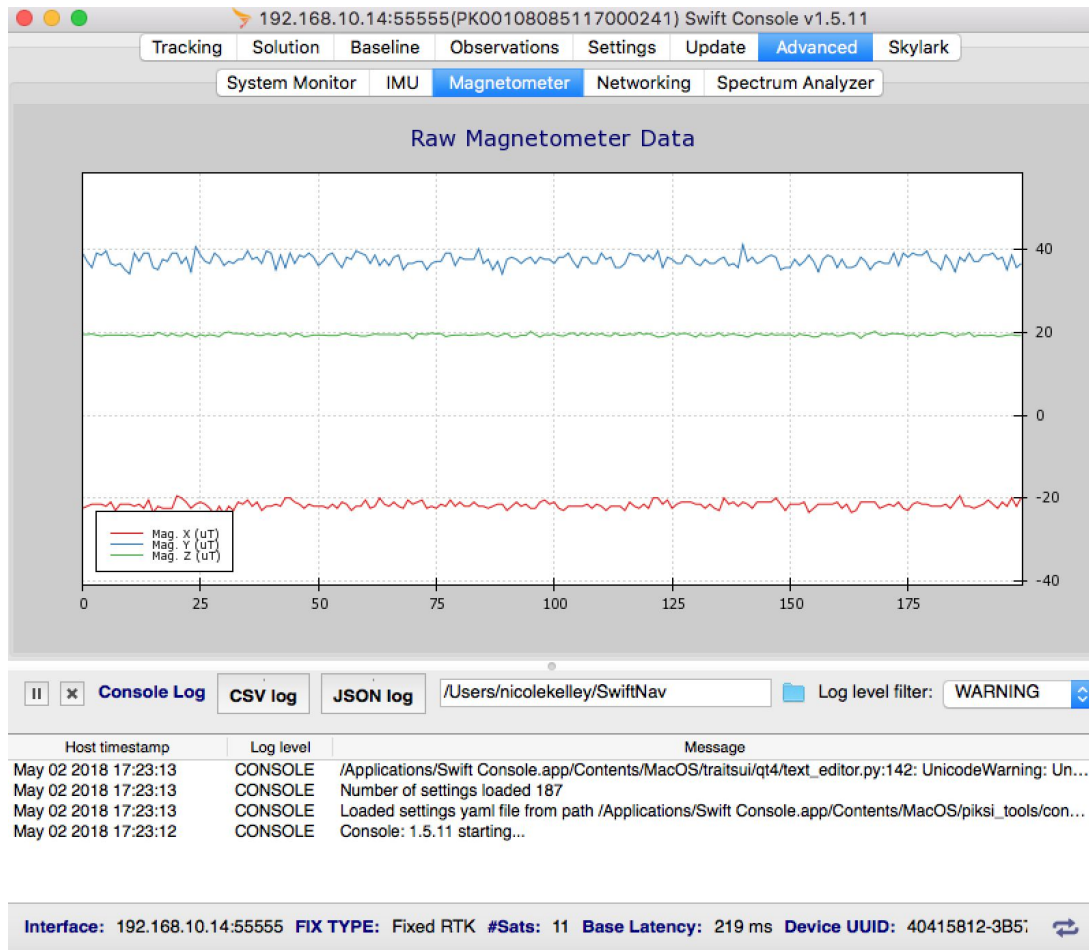 192.168.10.14:55555(PK00108085117000241) Swift Console v1.5.11
Tracking Solution Baseline Observations Settings Update Advanced Skylark
System Monitor IMU Magnetometer Networking Spectrum Analyzer
Raw Magnetometer Data
40
20
0
-20
-40
Mag. X (uT)
Mag. Y (uT)
Mag. Z (uT)
0 25 50 75 100 125 150 175
Console Log CSV log JSON log /Users/nicolekelley/SwiftNav Log level filter: WARNING
Host timestamp Log level Message
May 02 2018 17:23:13 CONSOLE /Applications/Swift Console.app/Contents/MacOS/traitsui/qt4/text_editor.py:142: UnicodeWarning: Un...
May 02 2018 17:23:13 CONSOLE Number of settings loaded 187
May 02 2018 17:23:13 CONSOLE Loaded settings yaml file from path /Applications/Swift Console.app/Contents/MacOS/piksi_tools/con...
May 02 2018 17:23:12 CONSOLE Console: 1.5.11 starting...
Interface: 192.168.10.14:55555 FIX TYPE: Fixed RTK #Sats: 11 Base Latency: 219 ms Device UUID: 40415812-3B5